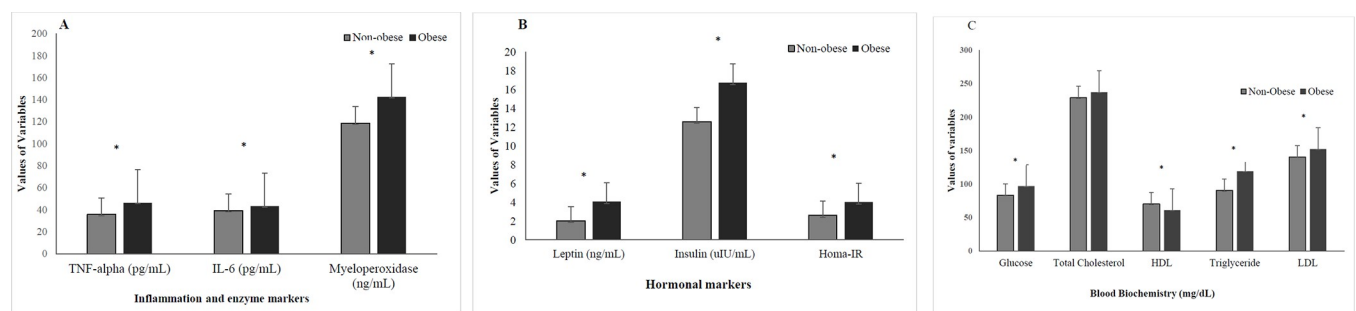 A
Non-obese Obese
200
180
160
140
120
100
80
60
40
20
0
Values of Variables
*
*
*
TNF-alpha (pg/mL) IL-6 (pg/mL) Myeloperoxidase
(ng/mL)
Inflammation and enzyme markers
B
Non-obese Obese
20
18
16
14
12
10
8
6
4
2
0
Values of Variables
*
*
*
Leptin (ng/mL) Insulin (uIU/mL) Homa-IR
Hormonal markers
C
Non-Obese Obese
300
250
200
150
100
50
0
Values of variables
*
*
*
*
Glucose Total Cholesterol HDL Triglyceride LDL
Blood Biochemistry (mg/dL)